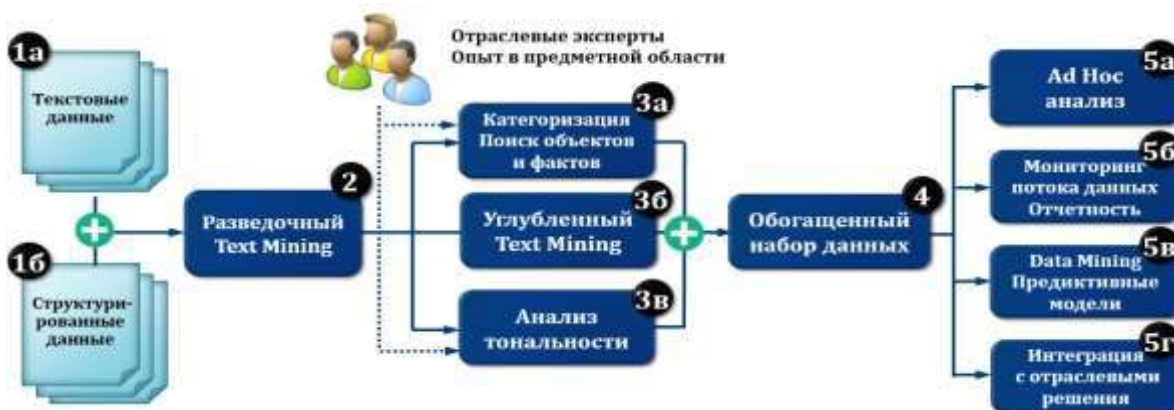 1а
Текстовые
данные
1б
Структури-
рованные
данные
2
Разведочный
Text Mining
Отраслевые эксперты
Опыт в предметной области
3а
Категоризация
Поиск объектов
и фактов
3б
Углубленный
Text Mining
3в
Анализ
тональности
4
Обогащенный
набор данных
5а
Ad Hoc
анализ
5б
Мониторинг
потока данных
Отчетность
5в
Data Mining
Предиктивные
модели
5г
Интеграция
с отраслевыми
решения